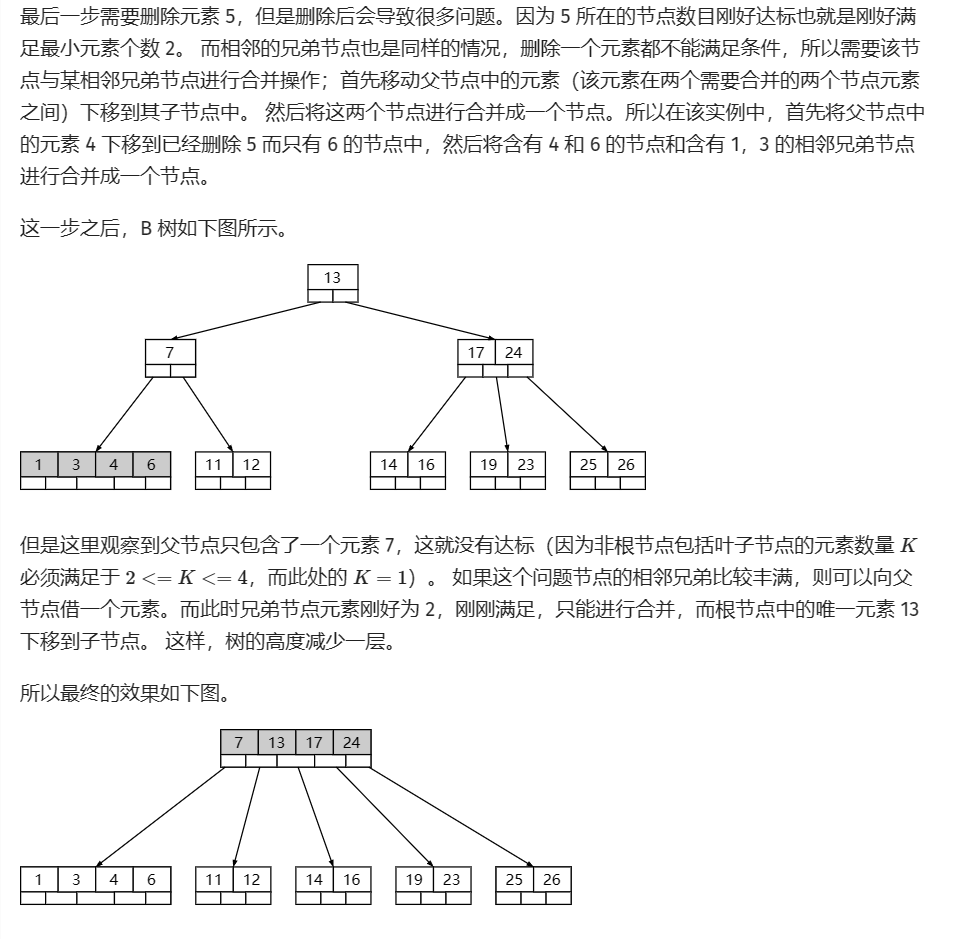 最后一步需要删除元素 5，但是删除后会导致很多问题。因为 5 所在的节点数目刚好达标也就是刚好满
足最小元素个数 2。 而相邻的兄弟节点也是同样的情况，删除一个元素都不能满足条件，所以需要该节
点与某相邻兄弟节点进行合并操作；首先移动父节点中的元素（该元素在两个需要合并的两个节点元素
之间）下移到其子节点中。 然后将这两个节点进行合并成一个节点。所以在该实例中，首先将父节点中
的元素 4 下移到已经删除 5 而只有 6 的节点中，然后将含有 4 和 6 的节点和含有 1，3 的相邻兄弟节点
进行合并成一个节点。
这一步之后，B 树如下图所示。
13
7 17 24
1 3 4 6 11 12 14 16 19 23 25 26
但是这里观察到父节点只包含了一个元素 7，这就没有达标（因为非根节点包括叶子节点的元素数量 K
必须满足于 2 <= K <= 4，而此处的 K = 1）。 如果这个问题节点的相邻兄弟比较丰满，则可以向父
节点借一个元素。而此时兄弟节点元素刚好为 2，刚刚满足，只能进行合并，而根节点中的唯一元素 13
下移到子节点。 这样，树的高度减少一层。
所以最终的效果如下图。
7 13 17 24
1 3 4 6 11 12 14 16 19 23 25 26